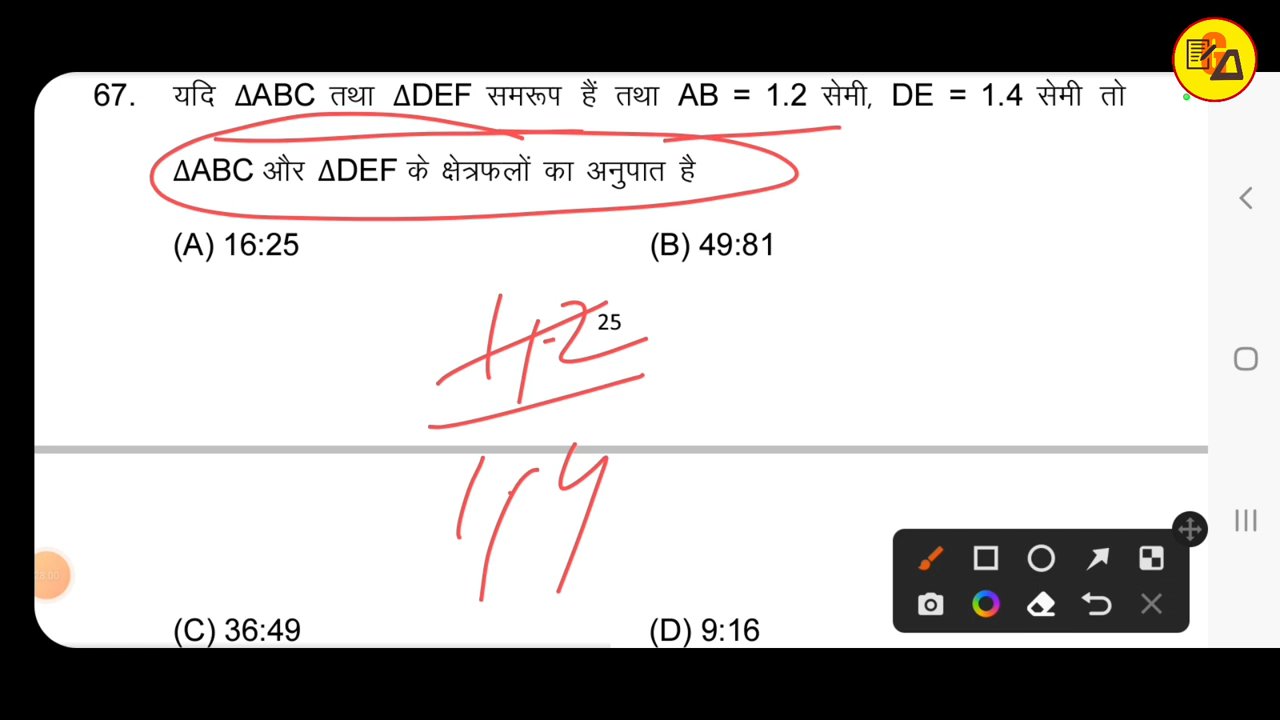 67. यदि ΔABC तथा ΔDEF समरूप हैं तथा AB = 1.2 सेमी, DE = 1.4 सेमी तो
ΔABC और ΔDEF के क्षेत्रफलों का अनुपात है
(A) 16:25 (B) 49:81
1.2
25
1.4
(C) 36:49 (D) 9:16